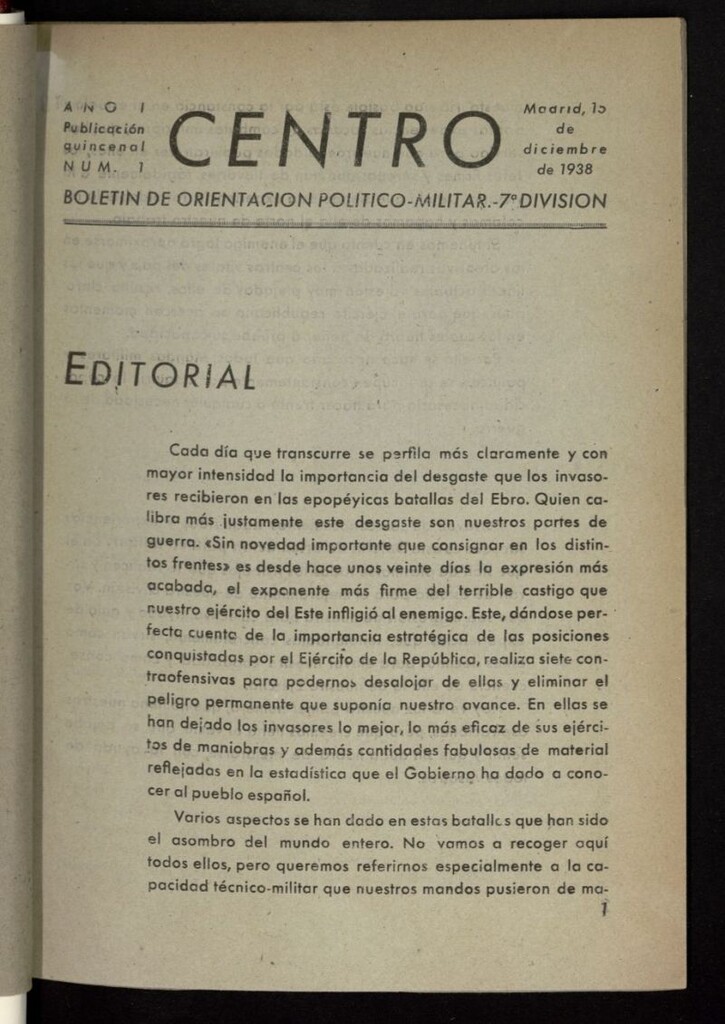 AÑO I
Publicación
quincenal
NÚM. 1
CENTRO
Madrid, 15
de
diciembre
de 1938
BOLETIN DE ORIENTACION POLITICO-MILITAR.-7ª DIVISION
EDITORIAL
Cada día que transcurre se perfila más claramente y con
mayor intensidad la importancia del desgaste que los invaso-
res recibieron en las epopéyicas batallas del Ebro. Quien ca-
libra más justamente este desgaste son nuestros partes de
guerra. «Sin novedad importante que consignar en los distin-
tos frentes» es desde hace unos veinte días la expresión más
acabada, el exponente más firme del terrible castigo que
nuestro ejército del Este infligió al enemigo. Este, dándose per-
fecta cuenta de la importancia estratégica de las posiciones
conquistadas por el Ejército de la República, realiza siete con-
traofensivas para podernos desalojar de ellas y eliminar el
peligro permanente que suponía nuestro avance. En ellas se
han dejado los invasores lo mejor, lo más eficaz de sus ejérci-
tos de maniobras y además cantidades fabulosas de material
reflejadas en la estadística que el Gobierno ha dado a cono-
cer al pueblo español.
Varios aspectos se han dado en estas batallas que han sido
el asombro del mundo entero. No vamos a recoger aquí
todos ellos, pero queremos referirnos especialmente a la ca-
pacidad técnico-militar que nuestros mandos pusieron de ma-
1